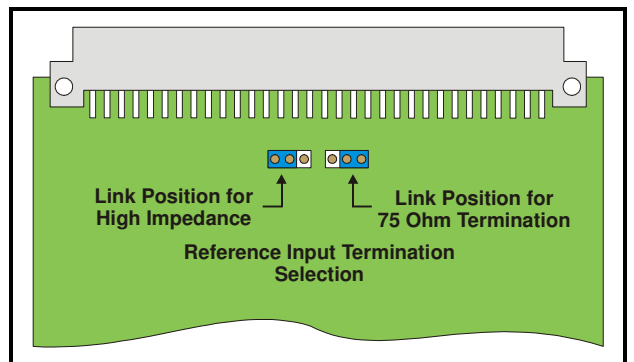 Link Position for
High Impedance
Link Position for
75 Ohm Termination
Reference Input Termination
Selection